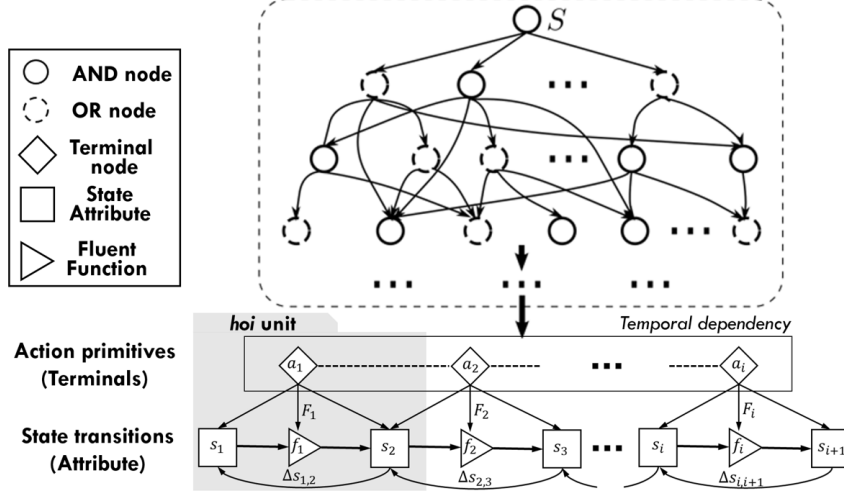 S
AND node
OR node
Terminal
node
State
Attribute
Fluent
Function
...
...
...
... ... ...
hoi unit
Temporal dependency
Action primitives
(Terminals)
a₁ a₂ ... aᵢ
F₁ F₂ Fᵢ
State transitions
(Attribute)
s₁ f₁ s₂ f₂ s₃ ... sᵢ fᵢ sᵢ₊₁
Δs₁,₂ Δs₂,₃ Δsᵢ,ᵢ₊₁